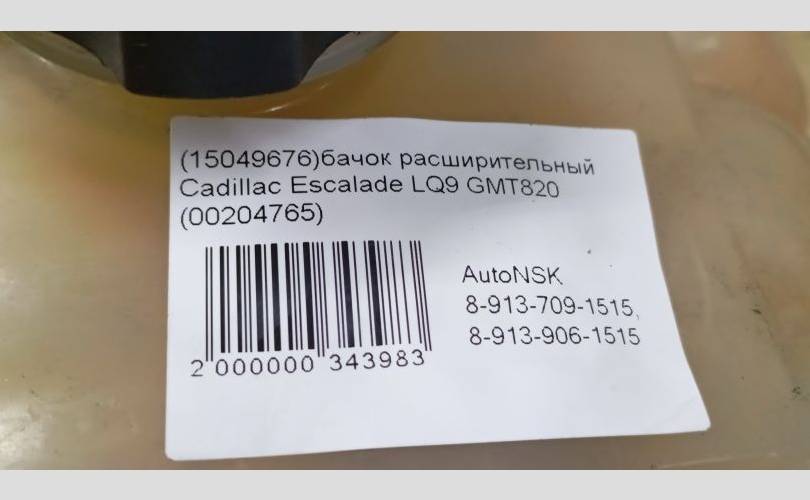 (15049676)бачок расширительный
Cadillac Escalade LQ9 GMT820
(00204765)
AutoNSK
8-913-709-1515,
8-913-906-1515
2 000000 343983